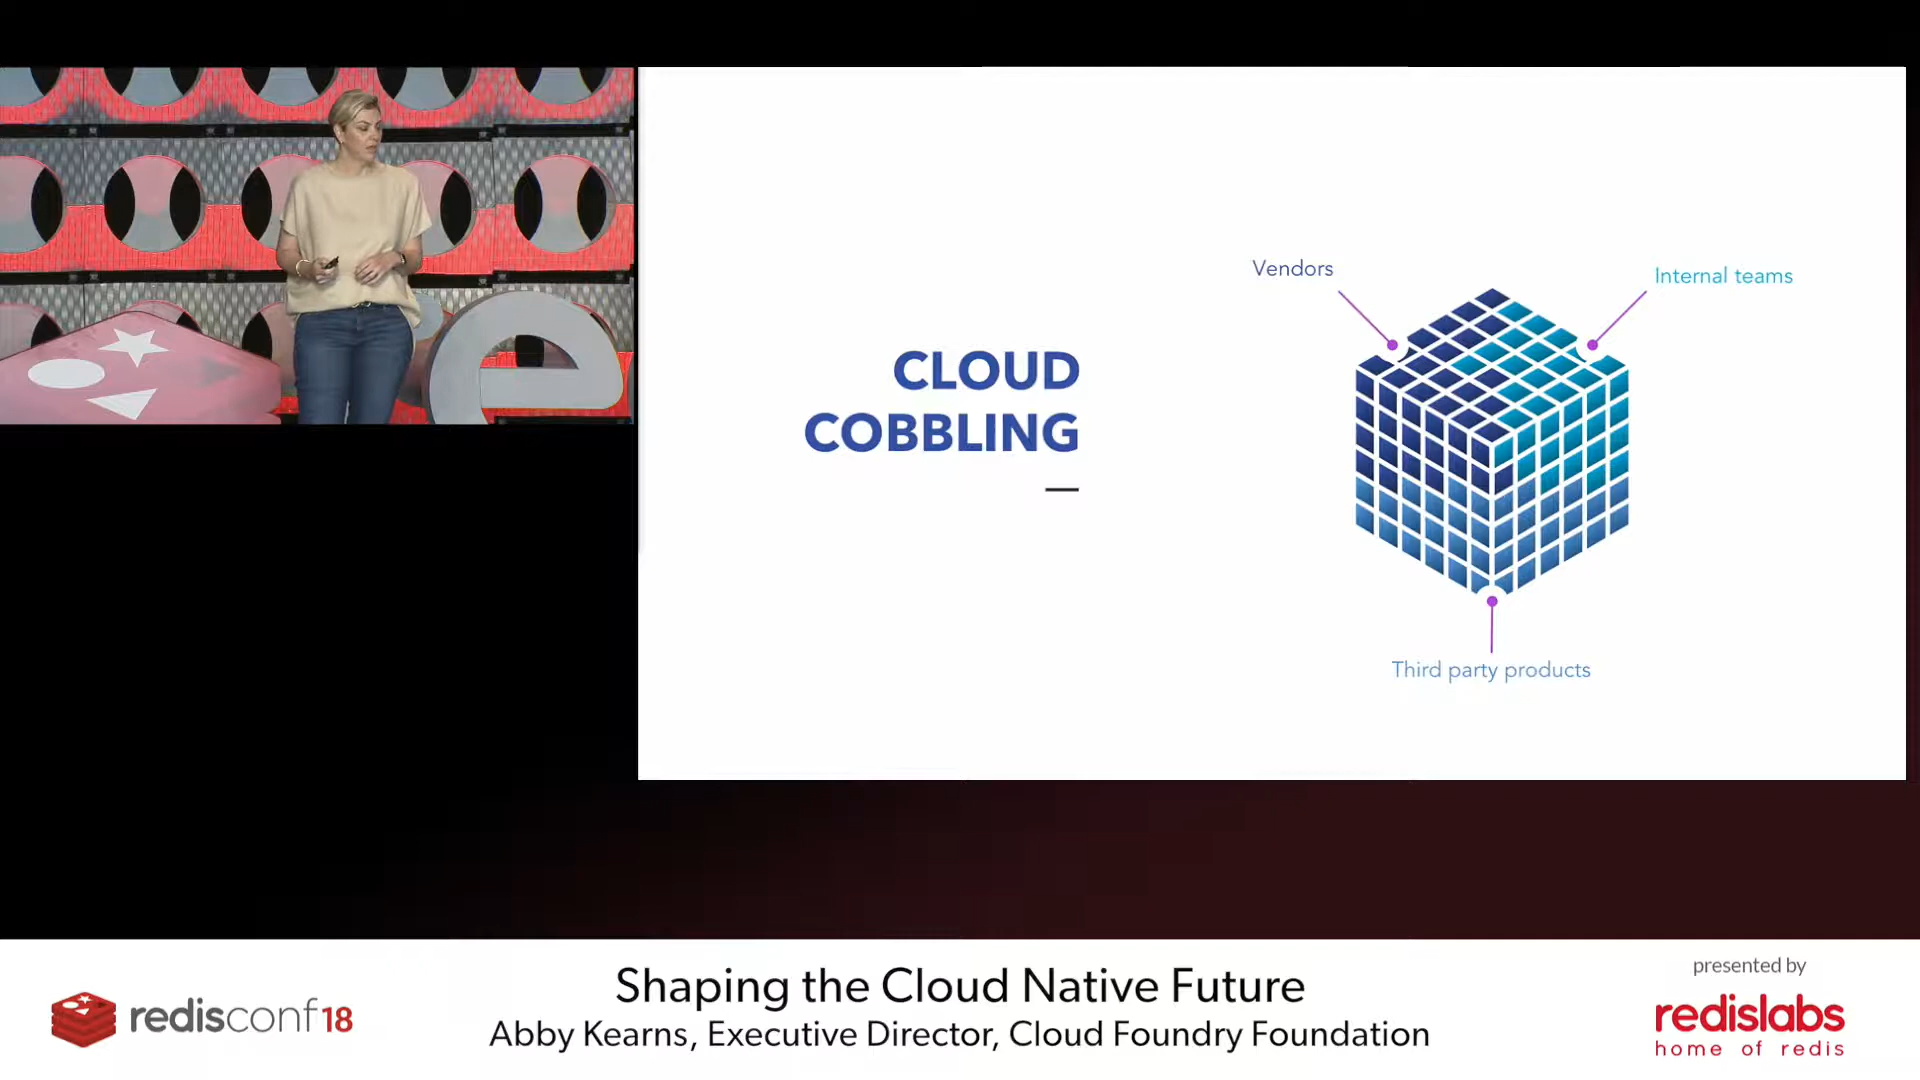 CLOUD
COBBLING
Vendors
Internal teams
Third party products
redisconf18
Shaping the Cloud Native Future
Abby Kearns, Executive Director, Cloud Foundry Foundation
presented by
redislabs
home of redis